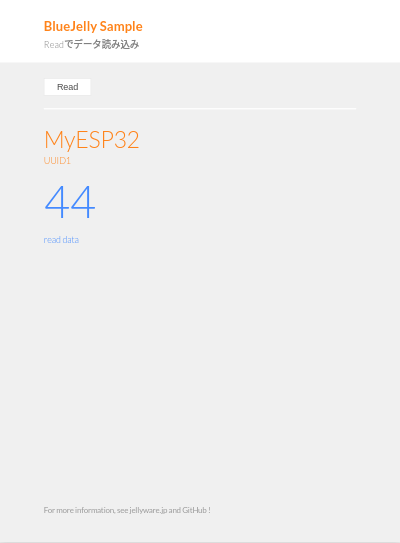 BlueJelly Sample
Readでデータ読み込み
Read
MyESP32
UUID1
44
read data
For more information, see jellyware.jp and GitHub !